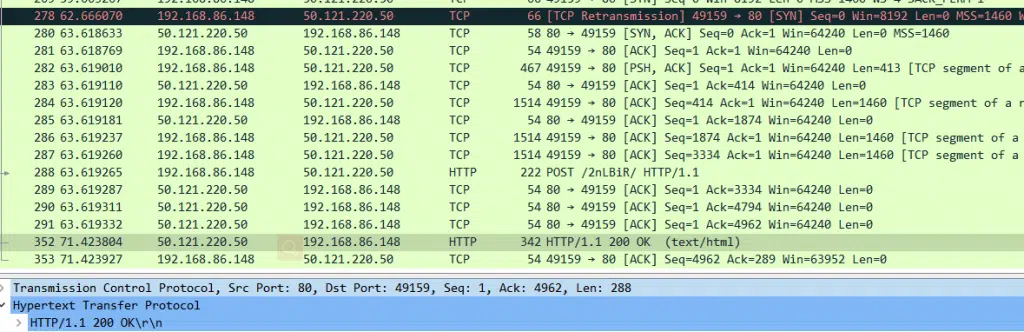 278 62.666070 192.168.86.148 50.121.220.50 TCP 66 [TCP Retransmission] 49159 → 80 [SYN] Seq=0 Win=8192 Len=0 MSS=1460
280 63.618633 50.121.220.50 192.168.86.148 TCP 58 80 → 49159 [SYN, ACK] Seq=0 Ack=1 Win=64240 Len=0 MSS=1460
281 63.618769 192.168.86.148 50.121.220.50 TCP 54 49159 → 80 [ACK] Seq=1 Ack=1 Win=64240 Len=0
282 63.619010 192.168.86.148 50.121.220.50 TCP 467 49159 → 80 [PSH, ACK] Seq=1 Ack=1 Win=64240 Len=413 [TCP segment of a
283 63.619110 50.121.220.50 192.168.86.148 TCP 54 80 → 49159 [ACK] Seq=1 Ack=414 Win=64240 Len=0
284 63.619120 192.168.86.148 50.121.220.50 TCP 1514 49159 → 80 [ACK] Seq=414 Ack=1 Win=64240 Len=1460 [TCP segment of a
285 63.619181 50.121.220.50 192.168.86.148 TCP 54 80 → 49159 [ACK] Seq=1 Ack=1874 Win=64240 Len=0
286 63.619237 192.168.86.148 50.121.220.50 TCP 1514 49159 → 80 [ACK] Seq=1874 Ack=1 Win=64240 Len=1460 [TCP segment of a
287 63.619260 192.168.86.148 50.121.220.50 TCP 1514 49159 → 80 [ACK] Seq=3334 Ack=1 Win=64240 Len=1460 [TCP segment of a
288 63.619265 192.168.86.148 50.121.220.50 HTTP 222 POST /2nLBiR/ HTTP/1.1
289 63.619287 50.121.220.50 192.168.86.148 TCP 54 80 → 49159 [ACK] Seq=1 Ack=3334 Win=64240 Len=0
290 63.619311 50.121.220.50 192.168.86.148 TCP 54 80 → 49159 [ACK] Seq=1 Ack=4794 Win=64240 Len=0
291 63.619332 50.121.220.50 192.168.86.148 TCP 54 80 → 49159 [ACK] Seq=1 Ack=4962 Win=64240 Len=0
352 71.423804 50.121.220.50 192.168.86.148 HTTP 342 HTTP/1.1 200 OK (text/html)
353 71.423927 192.168.86.148 50.121.220.50 TCP 54 49159 → 80 [ACK] Seq=4962 Ack=289 Win=63952 Len=0
Transmission Control Protocol, Src Port: 80, Dst Port: 49159, Seq: 1, Ack: 4962, Len: 288
Hypertext Transfer Protocol
HTTP/1.1 200 OK\r\n